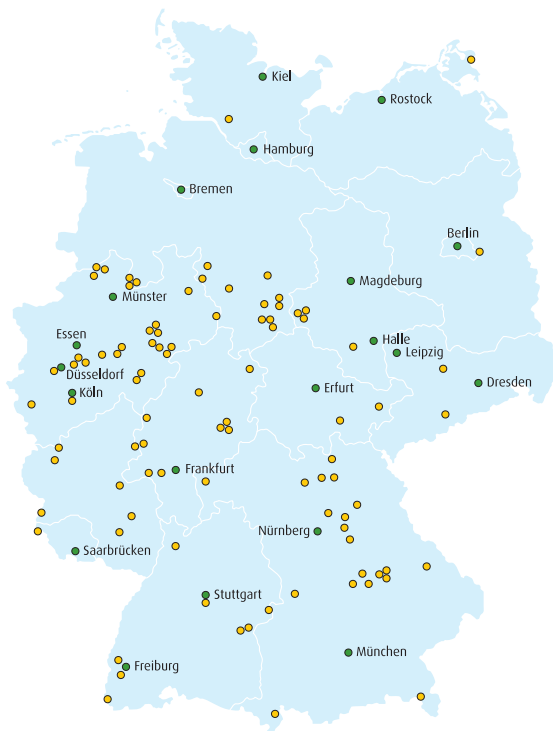 Kiel
Rostock
Hamburg
Bremen
Berlin
Magdeburg
Münster
Essen
Halle
Leipzig
Düsseldorf
Dresden
Köln
Erfurt
Frankfurt
Nürnberg
Saarbrücken
Stuttgart
München
Freiburg